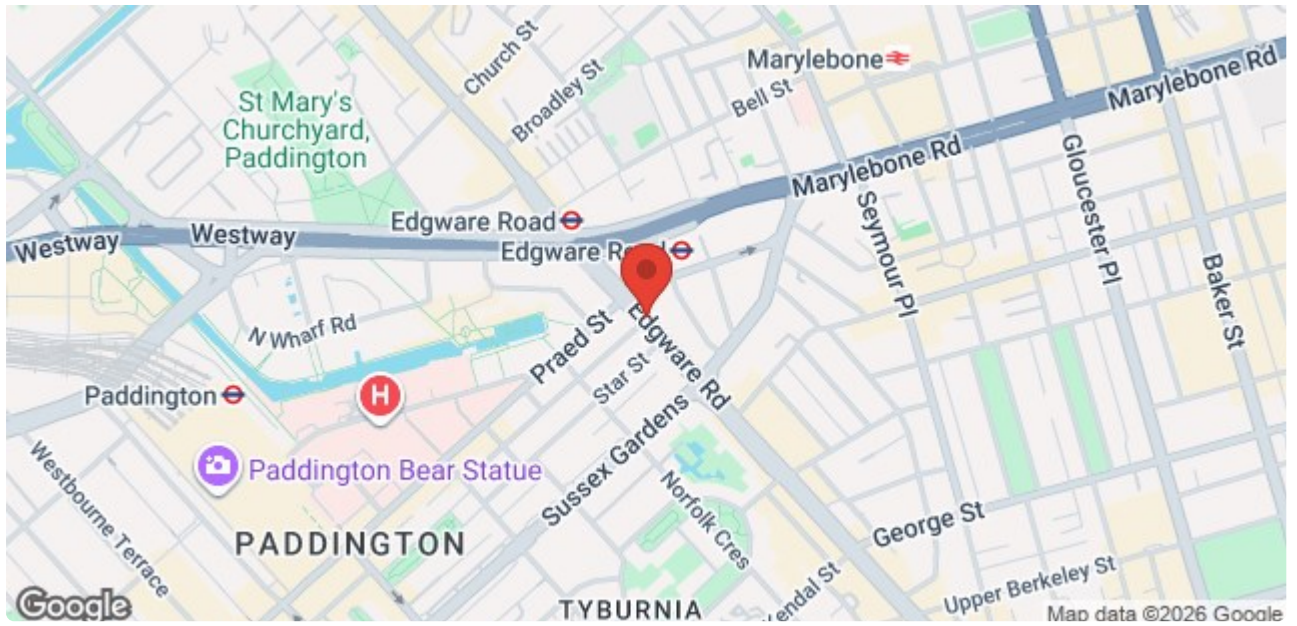 Church St
Broadley St
Marylebone
Bell St
Marylebone Rd
St Mary's
Churchyard,
Paddington
Marylebone Rd
Gloucester Pl
Seymour Pl
Baker St
Edgware Road
Westway
Westway
Edgware Road
N Wharf Rd
Praed St
Edgware Rd
Star St
Paddington
H
Sussex Gardens
Paddington Bear Statue
Westbourne Terrace
Norfolk Cres
George St
PADDINGTON
Kendal St
Upper Berkeley St
TYBURNIA
Google
Map data ©2026 Google